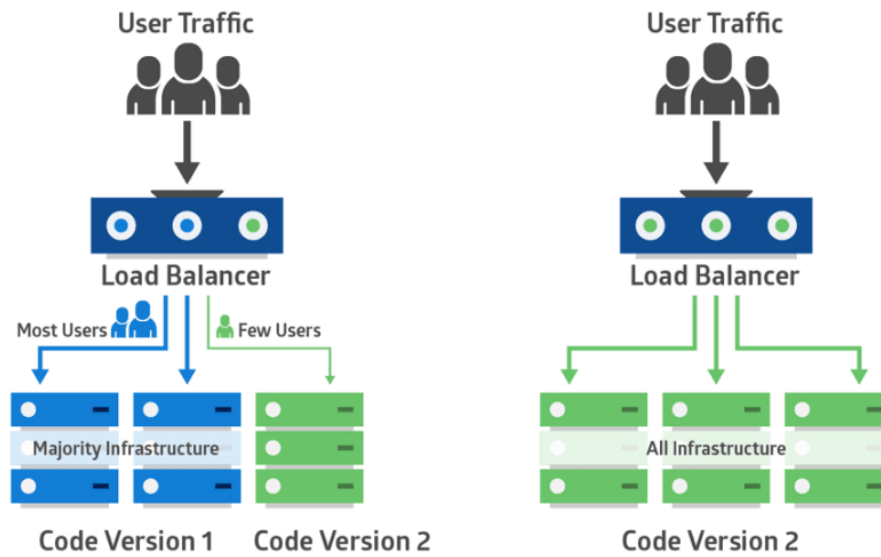 User Traffic
Load Balancer
Most Users
Few Users
Majority Infrastructure
Code Version 1
Code Version 2
User Traffic
Load Balancer
All Infrastructure
Code Version 2